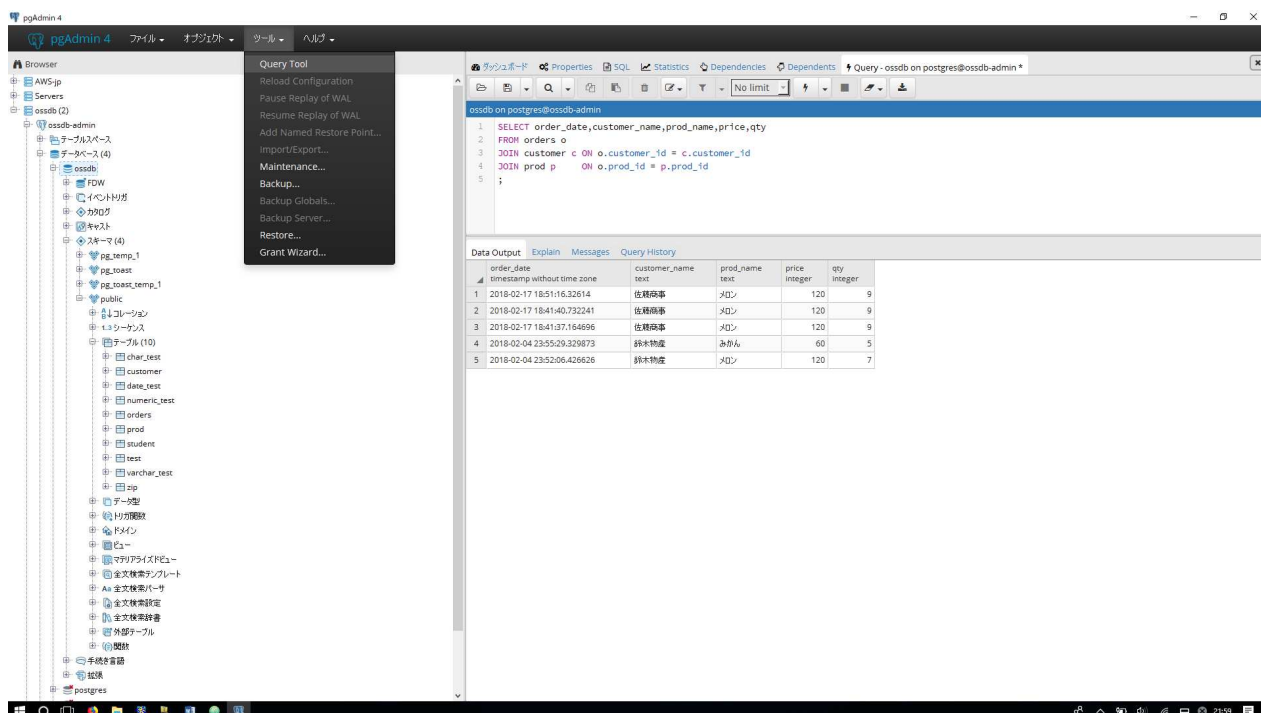 pgAdmin 4
pgAdmin 4 ファイル オブジェクト ツール ヘルプ
Query Tool
Reload Configuration
Pause Replay of WAL
Resume Replay of WAL
Add Named Restore Point...
Import/Export...
Maintenance...
Backup...
Backup Globals...
Backup Server...
Restore...
Grant Wizard...
Browser
AWS-jp
Servers
ossdb (2)
ossdb-admin
テーブルスペース
データベース (4)
ossdb
FDW
イベントトリガ
カタログ
キャスト
スキーマ (4)
pg_temp_1
pg_toast
pg_toast_temp_1
public
コレーション
1..3 シーケンス
テーブル (10)
char_test
customer
date_test
numeric_test
orders
prod
student
test
varchar_test
zip
データ型
トリガ関数
ドメイン
ビュー
マテリアライズドビュー
全文検索テンプレート
Aa 全文検索パーサ
全文検索設定
全文検索辞書
外部テーブル
関数
手続き言語
拡張
postgres
ダッシュボード Properties SQL Statistics Dependencies Dependents Query - ossdb on postgres@ossdb-admin *
No limit
ossdb on postgres@ossdb-admin
1 SELECT order_date,customer_name,prod_name,price,qty
2 FROM orders o
3 JOIN customer c ON o.customer_id = c.customer_id
4 JOIN prod p ON o.prod_id = p.prod_id
5 ;
Data Output Explain Messages Query History
order_date customer_name prod_name price qty
timestamp without time zone text text integer integer
1 2018-02-17 18:51:16.32614 佐藤商事 メロン 120 9
2 2018-02-17 18:41:40.732241 佐藤商事 メロン 120 9
3 2018-02-17 18:41:37.164696 佐藤商事 メロン 120 9
4 2018-02-04 23:55:29.329873 鈴木物産 みかん 60 5
5 2018-02-04 23:52:06.426626 鈴木物産 メロン 120 7
21:59